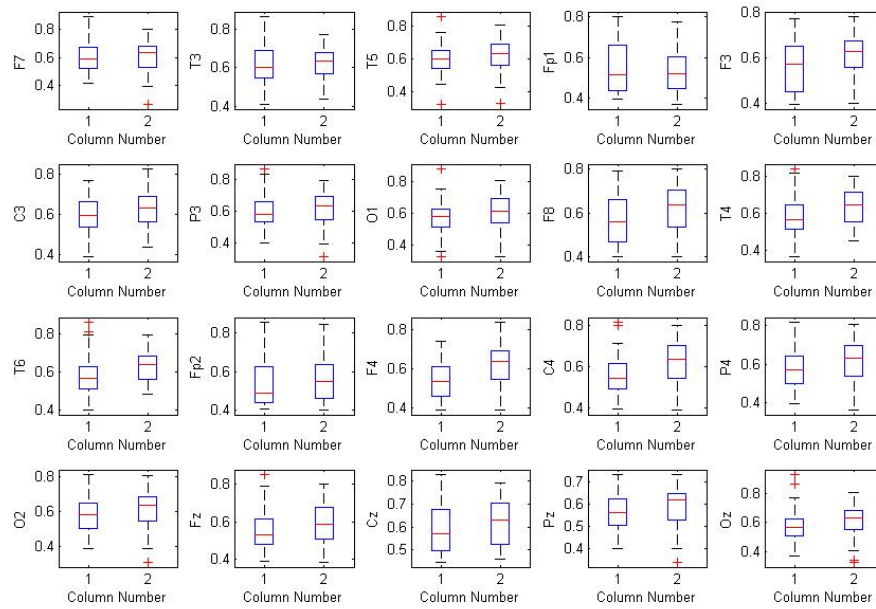 F7 0.8 0.6 0.4 1 2 Column Number
T3 0.8 0.6 0.4 1 2 Column Number
T5 0.8 0.6 0.4 1 2 Column Number
Fp1 0.8 0.6 0.4 1 2 Column Number
F3 0.8 0.6 0.4 1 2 Column Number
C3 0.8 0.6 0.4 1 2 Column Number
P3 0.8 0.6 0.4 1 2 Column Number
O1 0.8 0.6 0.4 1 2 Column Number
F8 0.8 0.6 0.4 1 2 Column Number
T4 0.8 0.6 0.4 1 2 Column Number
T6 0.8 0.6 0.4 1 2 Column Number
Fp2 0.8 0.6 0.4 1 2 Column Number
F4 0.8 0.6 0.4 1 2 Column Number
C4 0.8 0.6 0.4 1 2 Column Number
P4 0.8 0.6 0.4 1 2 Column Number
O2 0.8 0.6 0.4 1 2 Column Number
Fz 0.8 0.6 0.4 1 2 Column Number
Cz 0.8 0.7 0.6 0.5 1 2 Column Number
Pz 0.7 0.6 0.5 0.4 1 2 Column Number
Oz 0.8 0.6 0.4 1 2 Column Number